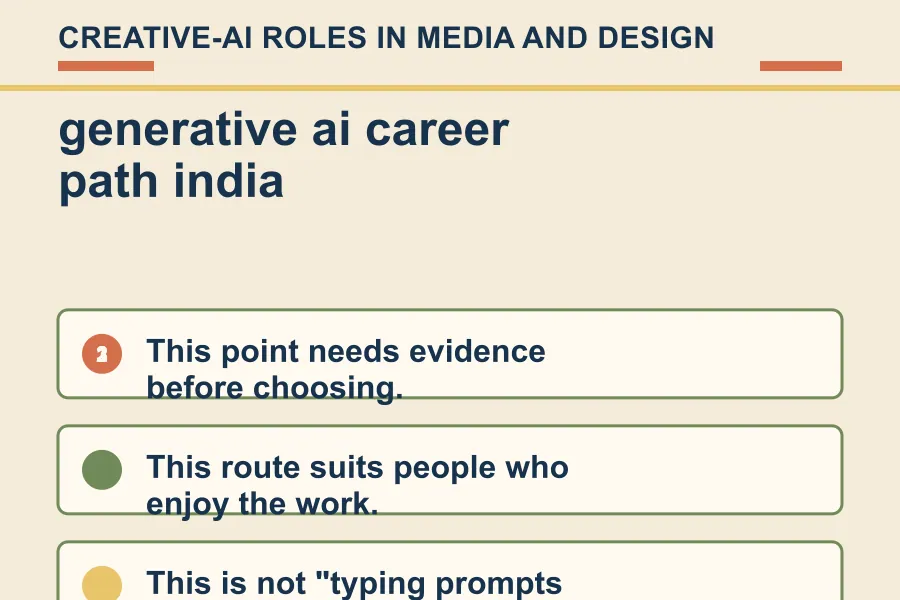 CREATIVE-AI ROLES IN MEDIA AND DESIGN
generative ai career
path india
This point needs evidence
before choosing.
This route suits people who
enjoy the work.
This is not "typing prompts